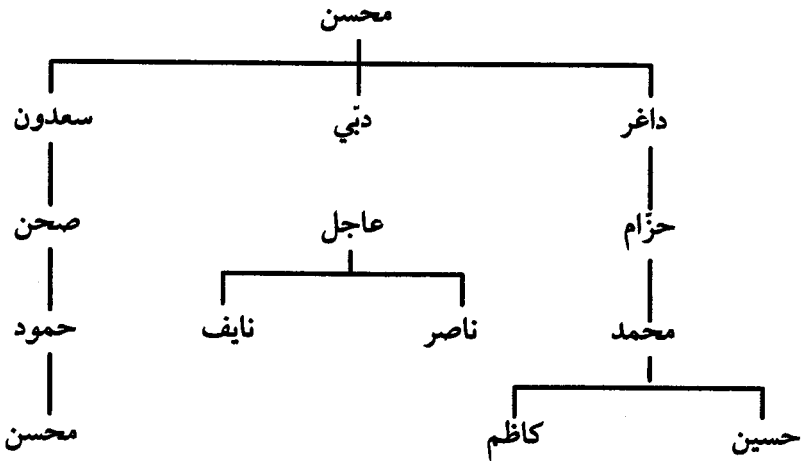 محسن
داغر دبّي سعدون
حزّام عاجل صحن
محمد ناصر نايف حمود
حسين كاظم محسن